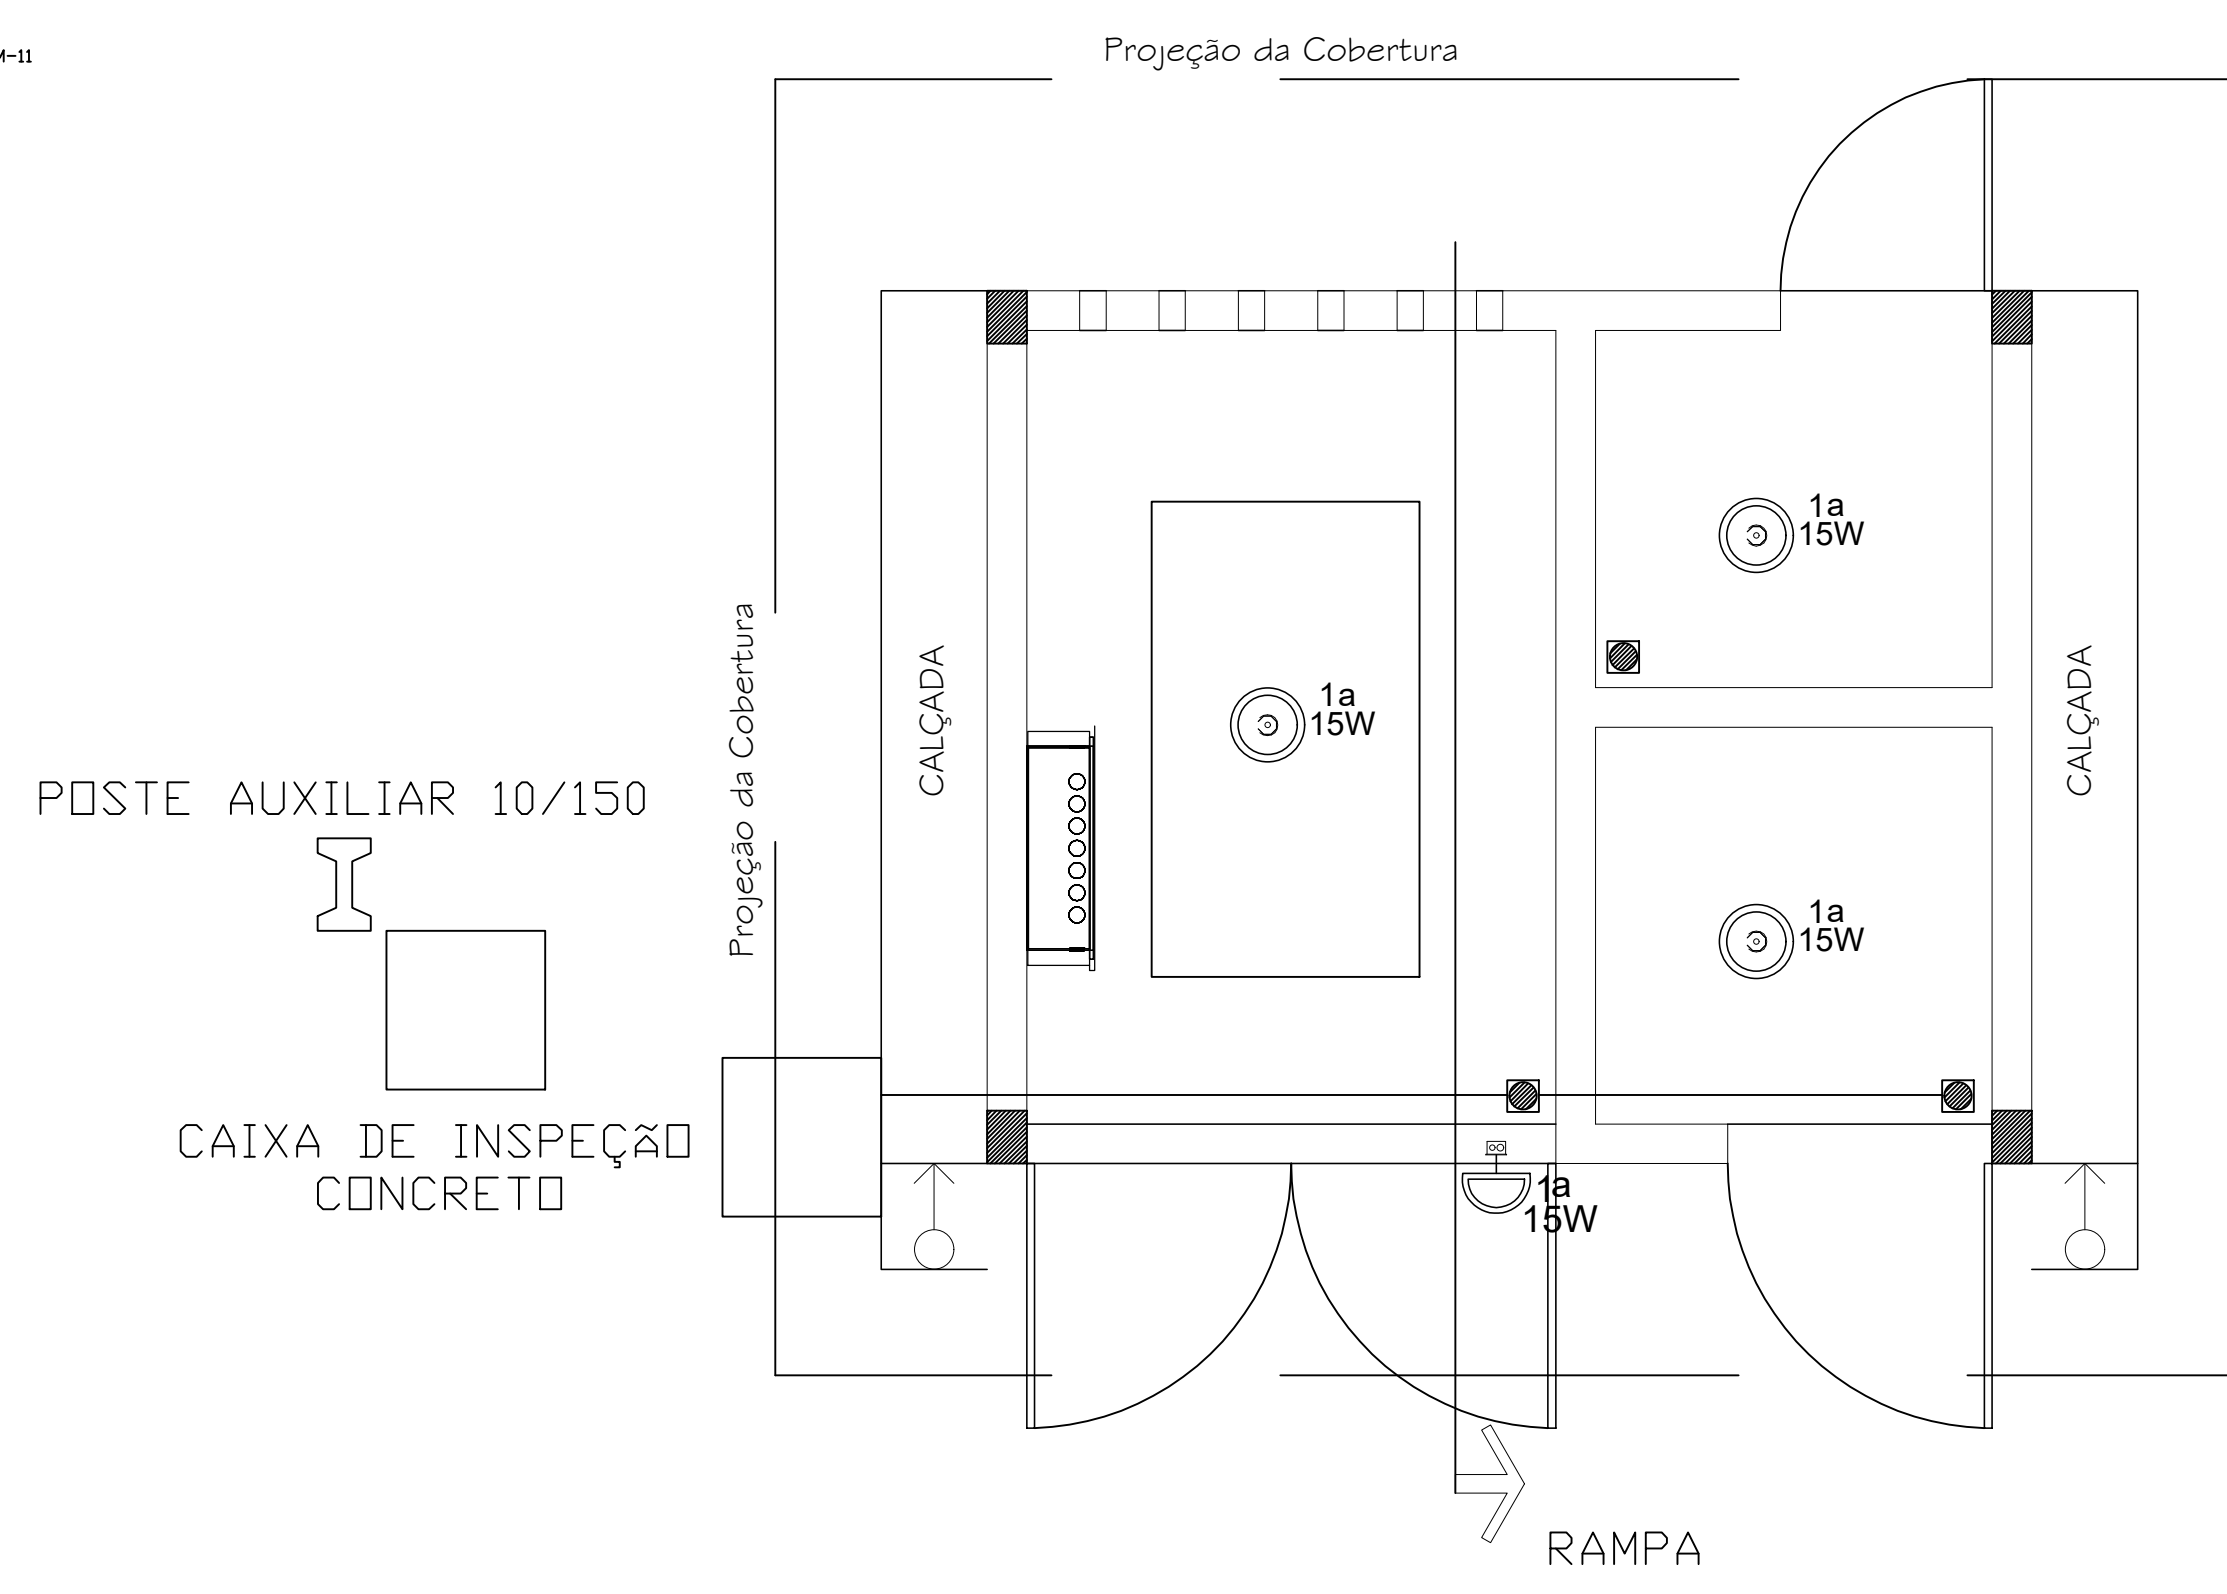 Projeção da Cobertura
M-11
1a
15W
Projeção da Cobertura
CALÇADA
CALÇADA
1a
15W
POSTE AUXILIAR 10/150
1a
15W
CAIXA DE INSPEÇÃO
CONCRETO
1a
15W
RAMPA